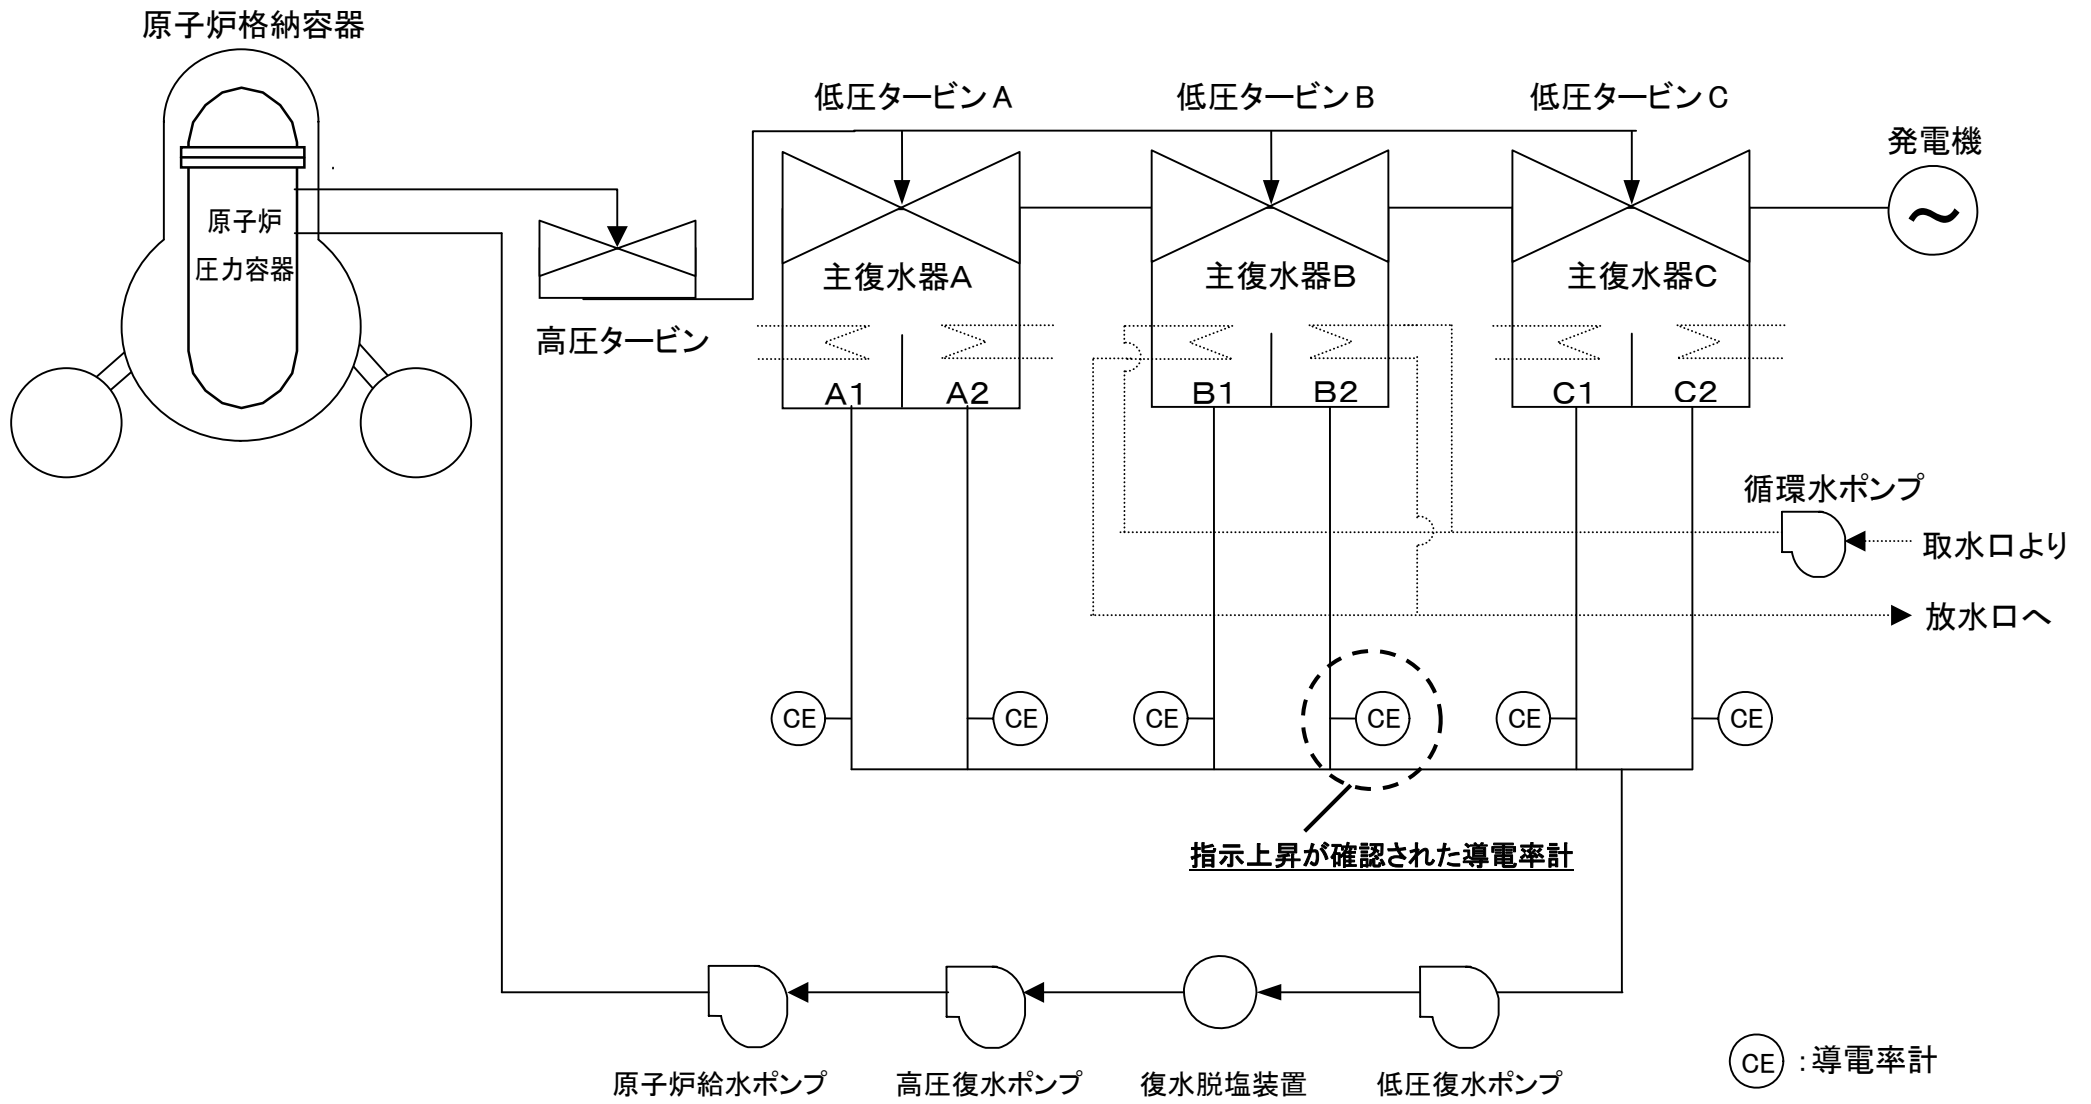 原子炉格納容器
低圧タービンA
低圧タービンB
低圧タービンC
発電機
～
原子炉
圧力容器
主復水器A
主復水器B
主復水器C
高圧タービン
A1
A2
B1
B2
C1
C2
循環水ポンプ
取水口より
放水口へ
CE
CE
CE
CE
CE
CE
指示上昇が確認された導電率計
原子炉給水ポンプ
高圧復水ポンプ
復水脱塩装置
低圧復水ポンプ
CE：導電率計